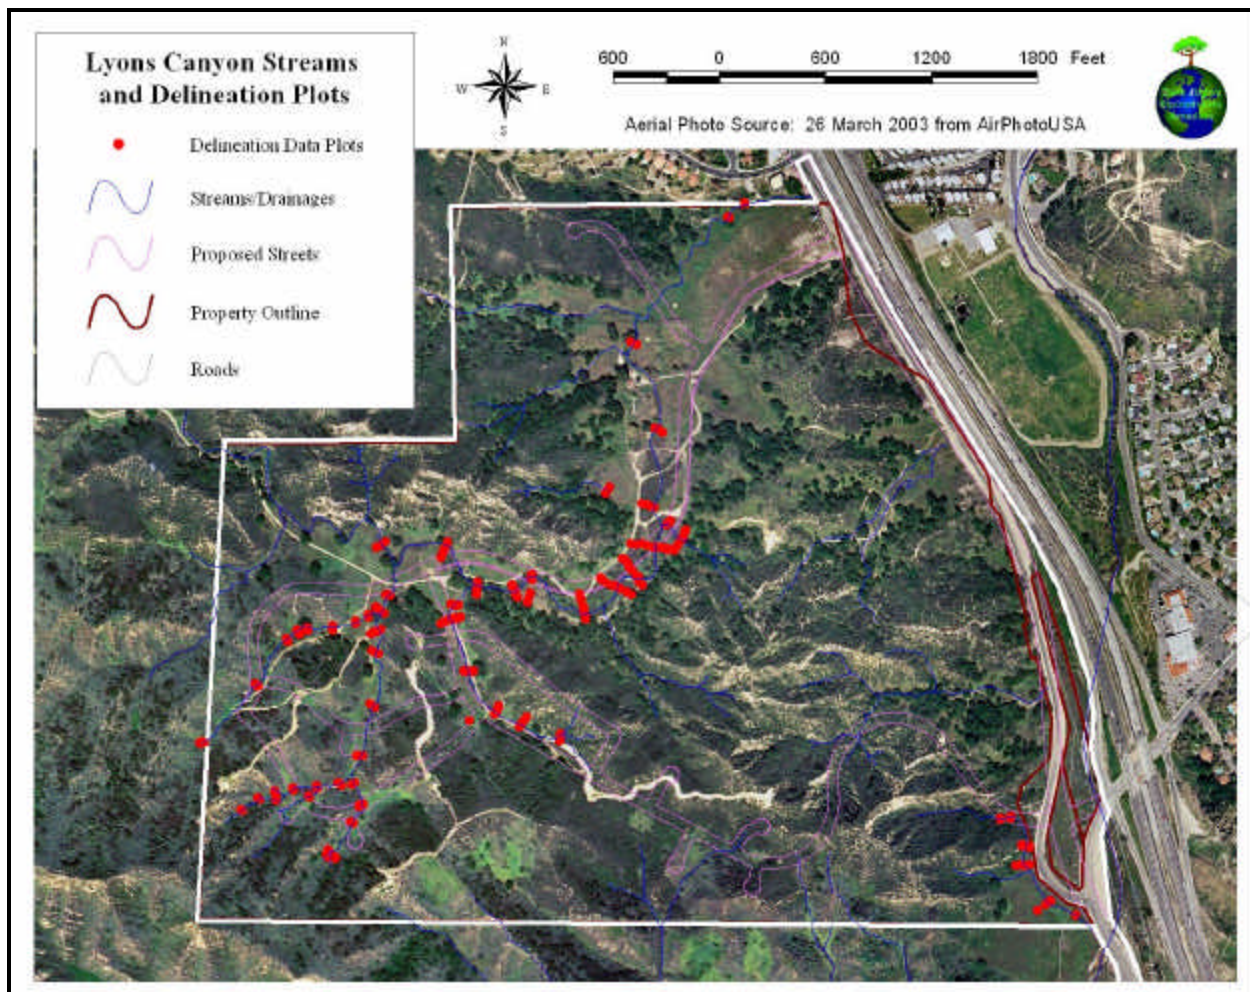 Lyons Canyon Streams
and Delineation Plots
Delineation Data Plots
Streams/Drainages
Proposed Streets
Property Outline
Roads
N
W E
S
600 0 600 1200 1800 Feet
Aerial Photo Source: 26 March 2003 from AirPhotoUSA